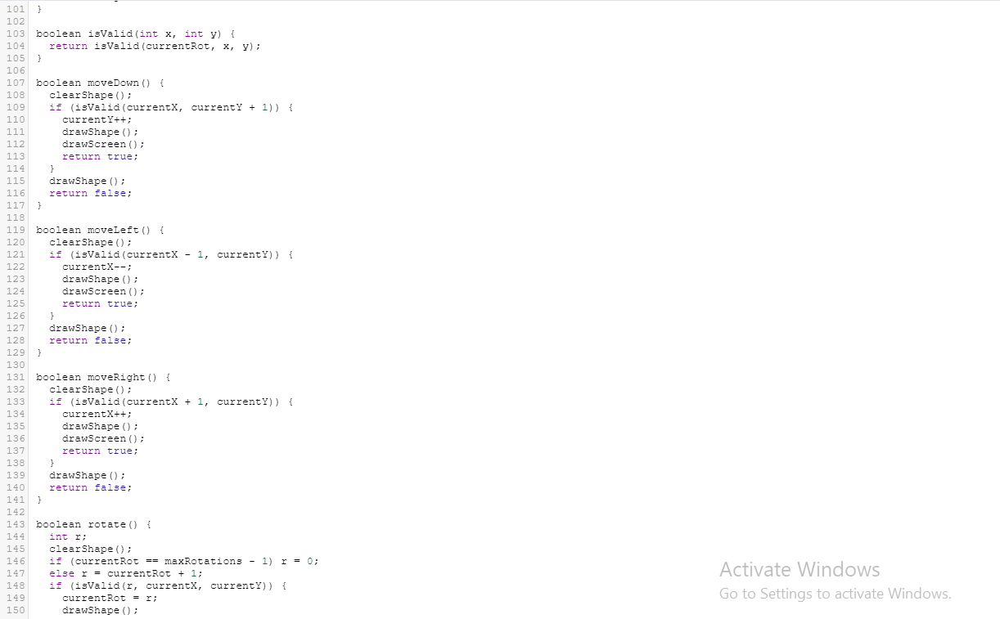 101 }
102
103 boolean isValid(int x, int y) {
104   return isValid(currentRot, x, y);
105 }
106
107 boolean moveDown() {
108   clearShape();
109   if (isValid(currentX, currentY + 1)) {
110     currentY++;
111     drawShape();
112     drawScreen();
113     return true;
114   }
115   drawShape();
116   return false;
117 }
118
119 boolean moveLeft() {
120   clearShape();
121   if (isValid(currentX - 1, currentY)) {
122     currentX--;
123     drawShape();
124     drawScreen();
125     return true;
126   }
127   drawShape();
128   return false;
129 }
130
131 boolean moveRight() {
132   clearShape();
133   if (isValid(currentX + 1, currentY)) {
134     currentX++;
135     drawShape();
136     drawScreen();
137     return true;
138   }
139   drawShape();
140   return false;
141 }
142
143 boolean rotate() {
144   int r;
145   clearShape();
146   if (currentRot == maxRotations - 1) r = 0;
147   else r = currentRot + 1;
148   if (isValid(r, currentX, currentY)) {
149     currentRot = r;
150     drawShape();
Activate Windows
Go to Settings to activate Windows.